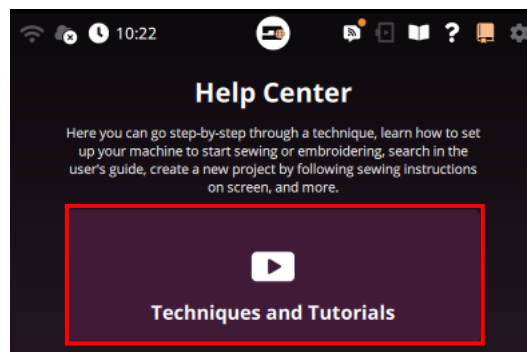 10:22
?
Help Center
Here you can go step-by-step through a technique, learn how to set
up your machine to start sewing or embroidering, search in the
user's guide, create a new project by following sewing instructions
on screen, and more.
Techniques and Tutorials